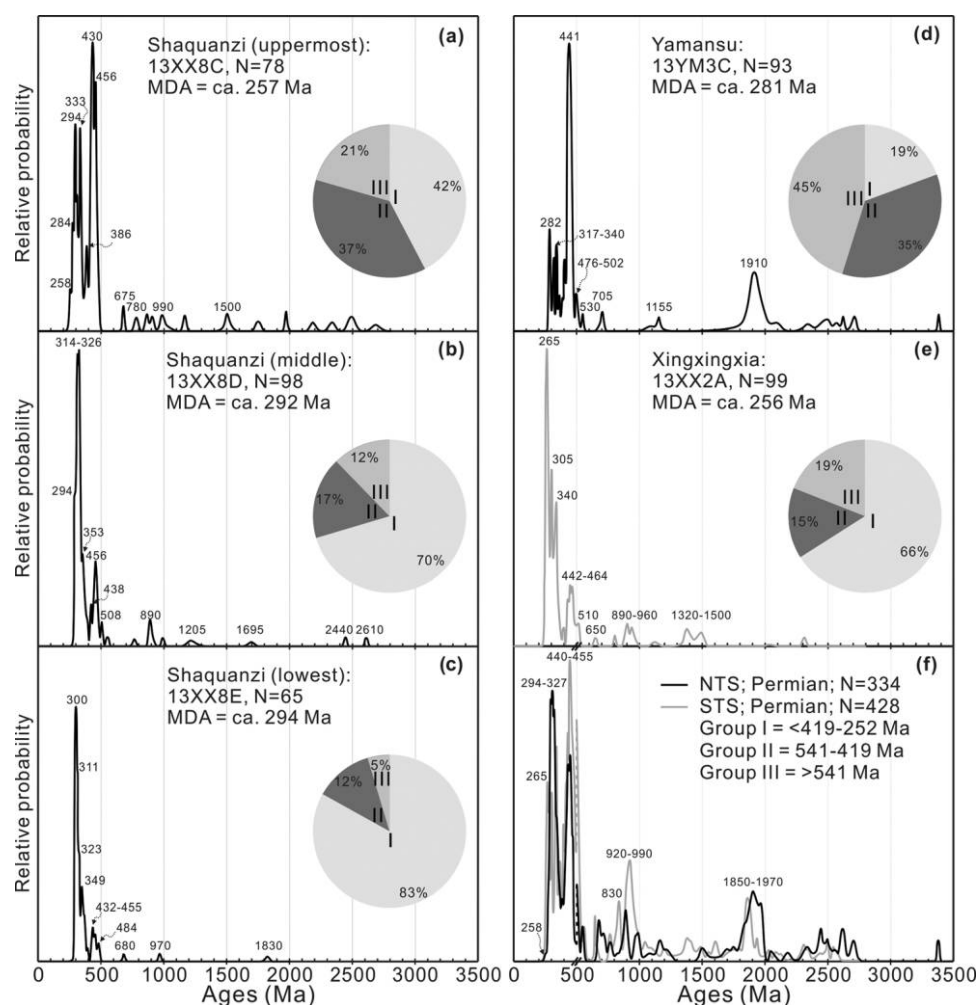 (a)
Shaquanzi (uppermost):
13XX8C, N=78
MDA = ca. 257 Ma
430
456
333
294
284
258
386
675
780
990
1500
21%
42%
37%
III
I
II
Relative probability
(d)
Yamansu:
13YM3C, N=93
MDA = ca. 281 Ma
441
282
317-340
476-502
530
705
1155
1910
19%
45%
35%
I
III
II
(b)
Shaquanzi (middle):
13XX8D, N=98
MDA = ca. 292 Ma
314-326
294
353
456
438
508
890
1205
1695
2440
2610
12%
17%
70%
III
II
I
Relative probability
(e)
Xingxingxia:
13XX2A, N=99
MDA = ca. 256 Ma
265
305
340
442-464
510
650
890-960
1320-1500
19%
15%
66%
III
II
I
(c)
Shaquanzi (lowest):
13XX8E, N=65
MDA = ca. 294 Ma
300
311
323
349
432-455
484
680
970
1830
5%
12%
83%
III
II
I
Relative probability
0 500 1000 1500 2000 2500 3000 3500
Ages (Ma)
(f)
440-455
294-327
265
258
830
920-990
1850-1970
NTS; Permian; N=334
STS; Permian; N=428
Group I = <419-252 Ma
Group II = 541-419 Ma
Group III = >541 Ma
0 500 1000 1500 2000 2500 3000 3500
Ages (Ma)